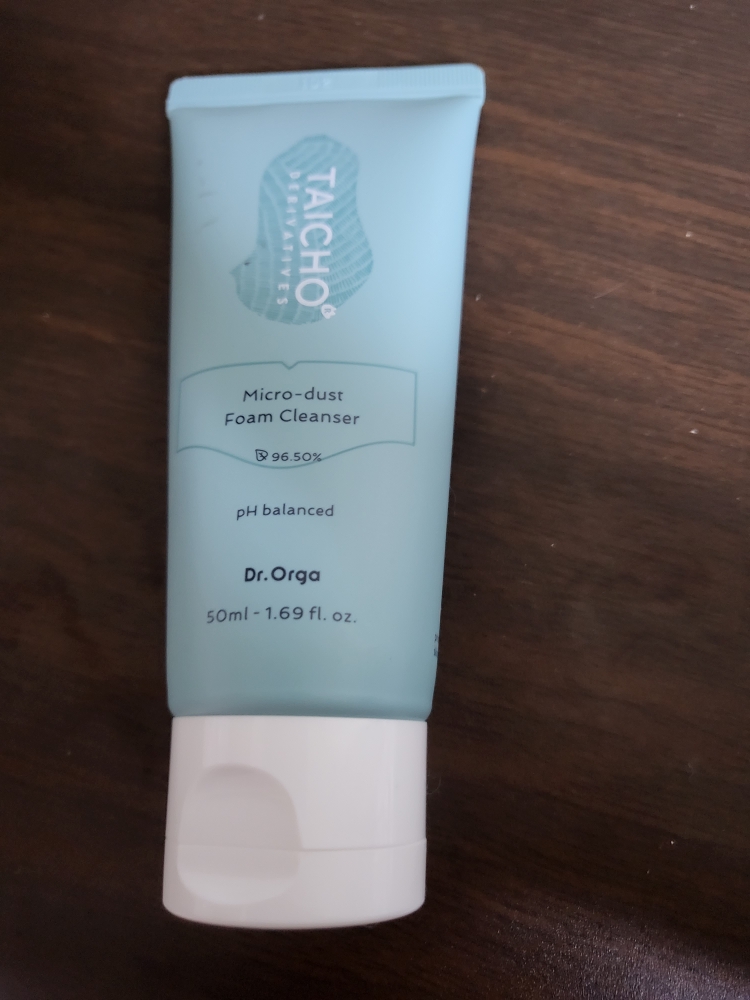 TAICHO
DERIVATIVES
Micro-dust
Foam Cleanser
96.50%
pH balanced
Dr.Orga
50ml - 1.69 fl. oz.